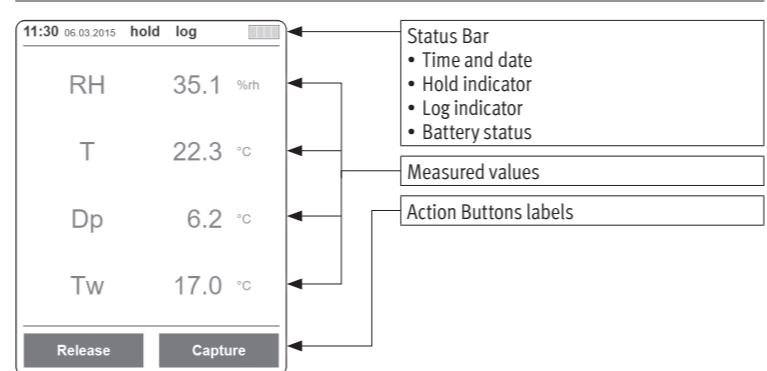 11:30 06.03.2015 hold log
RH 35.1 %rh
T 22.3 °C
Dp 6.2 °C
Tw 17.0 °C
Release Capture
Status Bar
• Time and date
• Hold indicator
• Log indicator
• Battery status
Measured values
Action Buttons labels